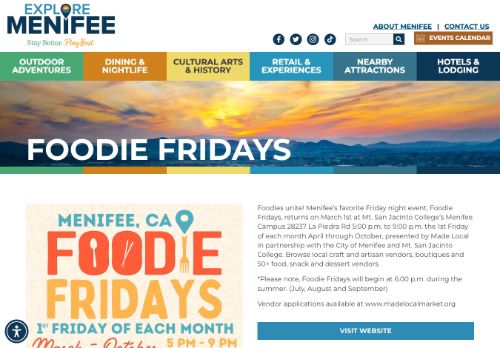 EXPLORE
MENIFEE
Stay Better. Play Best.
ABOUT MENIFEE | CONTACT US
Search
EVENTS CALENDAR
OUTDOOR ADVENTURES
DINING & NIGHTLIFE
CULTURAL ARTS & HISTORY
RETAIL & EXPERIENCES
NEARBY ATTRACTIONS
HOTELS & LODGING
FOODIE FRIDAYS
MENIFEE, CA
FOODIE
FRIDAYS
1ST FRIDAY OF EACH MONTH
March - October 5 PM - 9 PM
Foodies unite! Menifee's favorite Friday night event, Foodie
Fridays, returns on March 1st at Mt. San Jacinto College's Menifee
Campus 28237 La Piedra Rd 5:00 p.m. to 9:00 p.m. the 1st Friday
of each month April through October, presented by Made Local
in partnership with the City of Menifee and Mt. San Jacinto
College. Browse local craft and artisan vendors, boutiques and
50+ food, snack and dessert vendors
*Please note, Foodie Fridays will begin at 6:00 p.m. during the
summer. (July, August and September)
Vendor applications available at www.madelocalmarket.org
VISIT WEBSITE